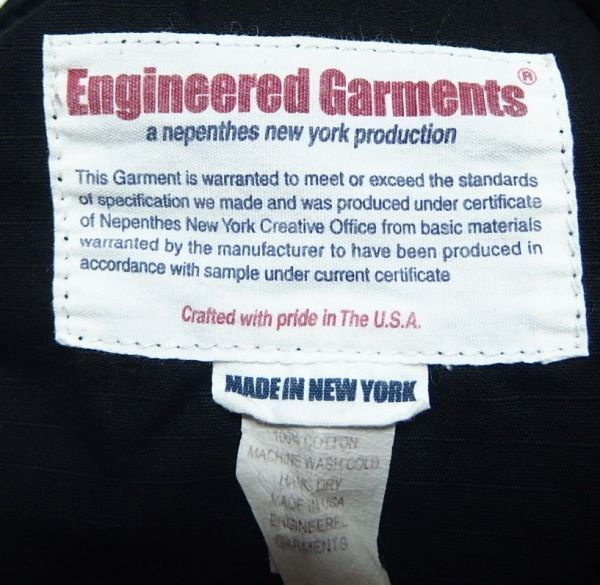 Engineered Garments®
a nepenthes new york production
This Garment is warranted to meet or exceed the standards
of specification we made and was produced under certificate
of Nepenthes New York Creative Office from basic materials
warranted by the manufacturer to have been produced in
accordance with sample under current certificate
Crafted with pride in The U.S.A.
MADE IN NEW YORK
100% COTTON
MACHINE WASH COLD
HANG DRY
MADE IN USA
ENGINEERED
GARMENTS